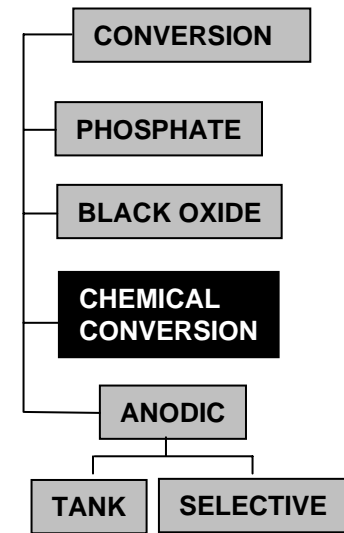 CONVERSION
PHOSPHATE
BLACK OXIDE
CHEMICAL
CONVERSION
ANODIC
TANK
SELECTIVE